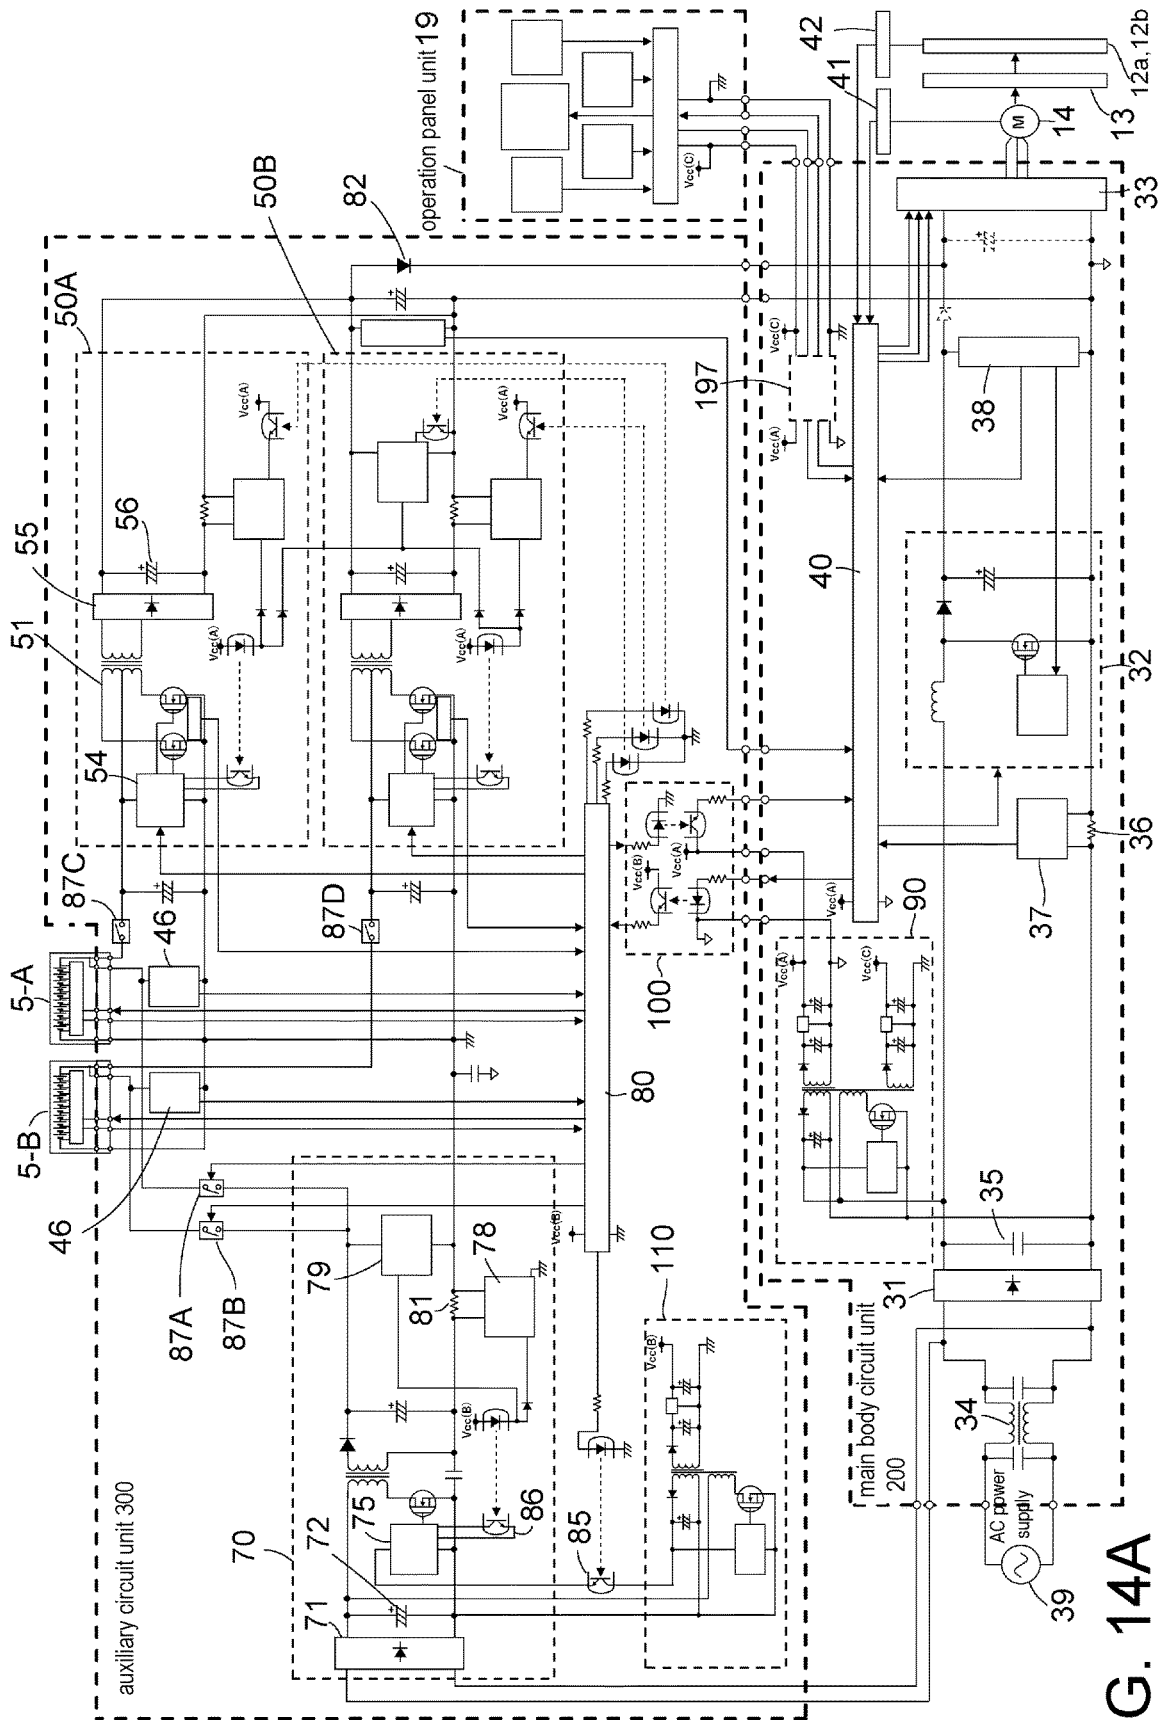 auxiliary circuit unit 300
5-B
5-A
51
55
50A
46
87A
87B
87C
46
54
56
Vcc(A)
Vcc(A)
70
71
72
75
79
87D
50B
82
operation panel unit 19
81
78
Vcc(B)
86
Vcc(A)
Vcc(A)
85
Vcc(B)
80
110
Vcc(B)
100
Vcc(B)
Vcc(A)
Vcc(C)
197
Vcc(A)
Vcc(C)
Vcc(A)
Vcc(C)
90
Vcc(A)
40
41
42
main body circuit unit
200
31
35
37
36
32
38
33
M
14
13
12a, 12b
34
AC power
supply
39
G. 14A